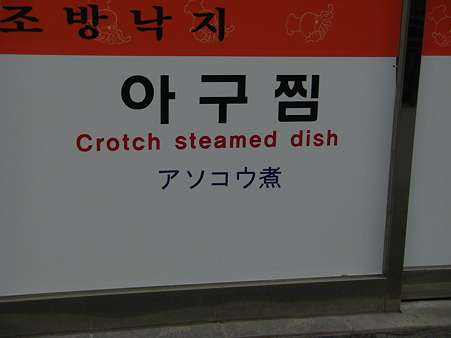 조방낙지
아구찜
Crotch steamed dish
アソコウ煮